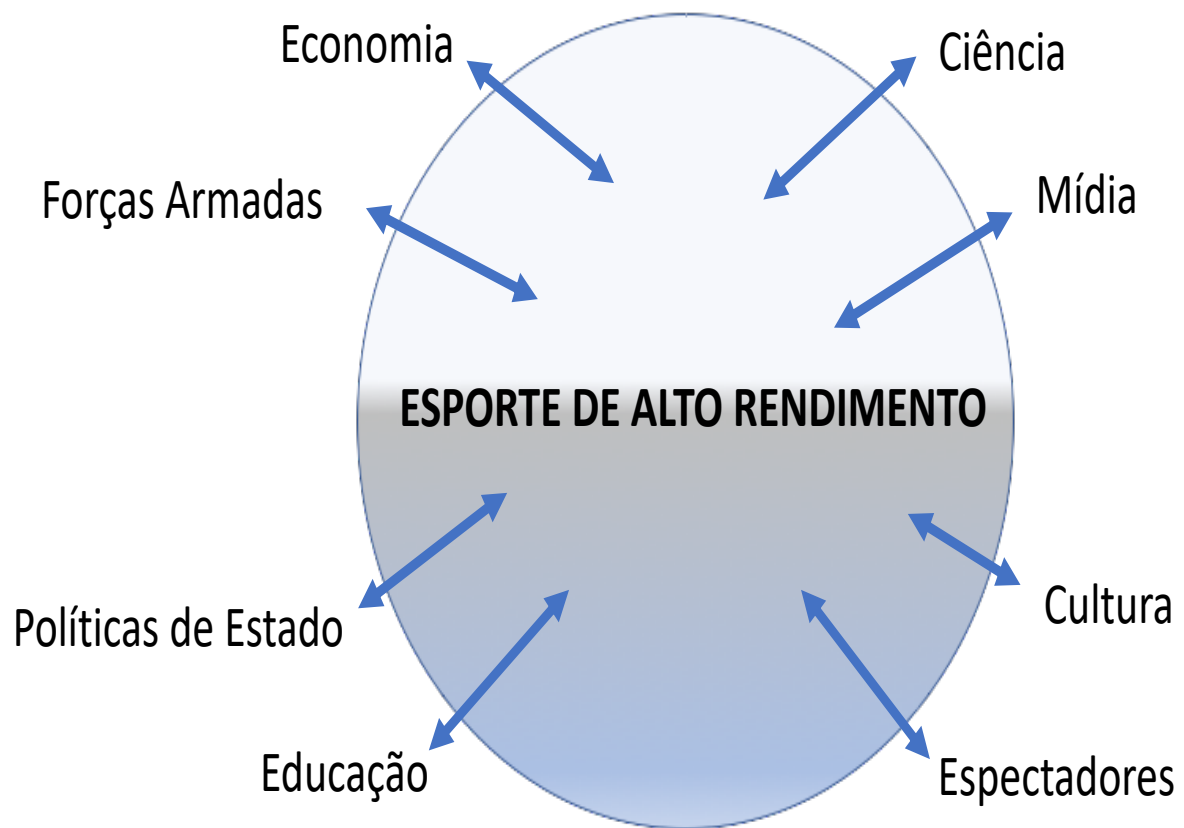 Economia
Ciência
Forças Armadas
Mídia
ESPORTE DE ALTO RENDIMENTO
Políticas de Estado
Cultura
Educação
Espectadores